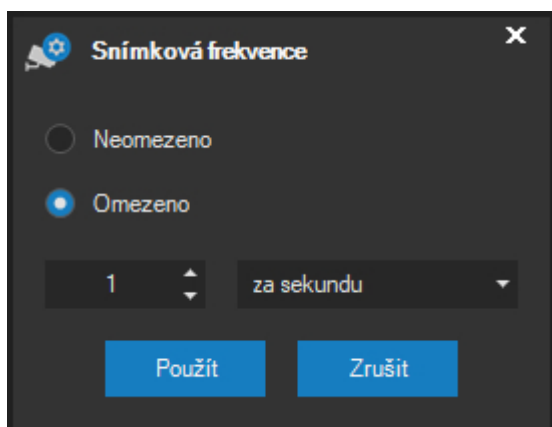 Snímková frekvence
Neomezeno
Omezeno
1 za sekundu
Použít Zrušit